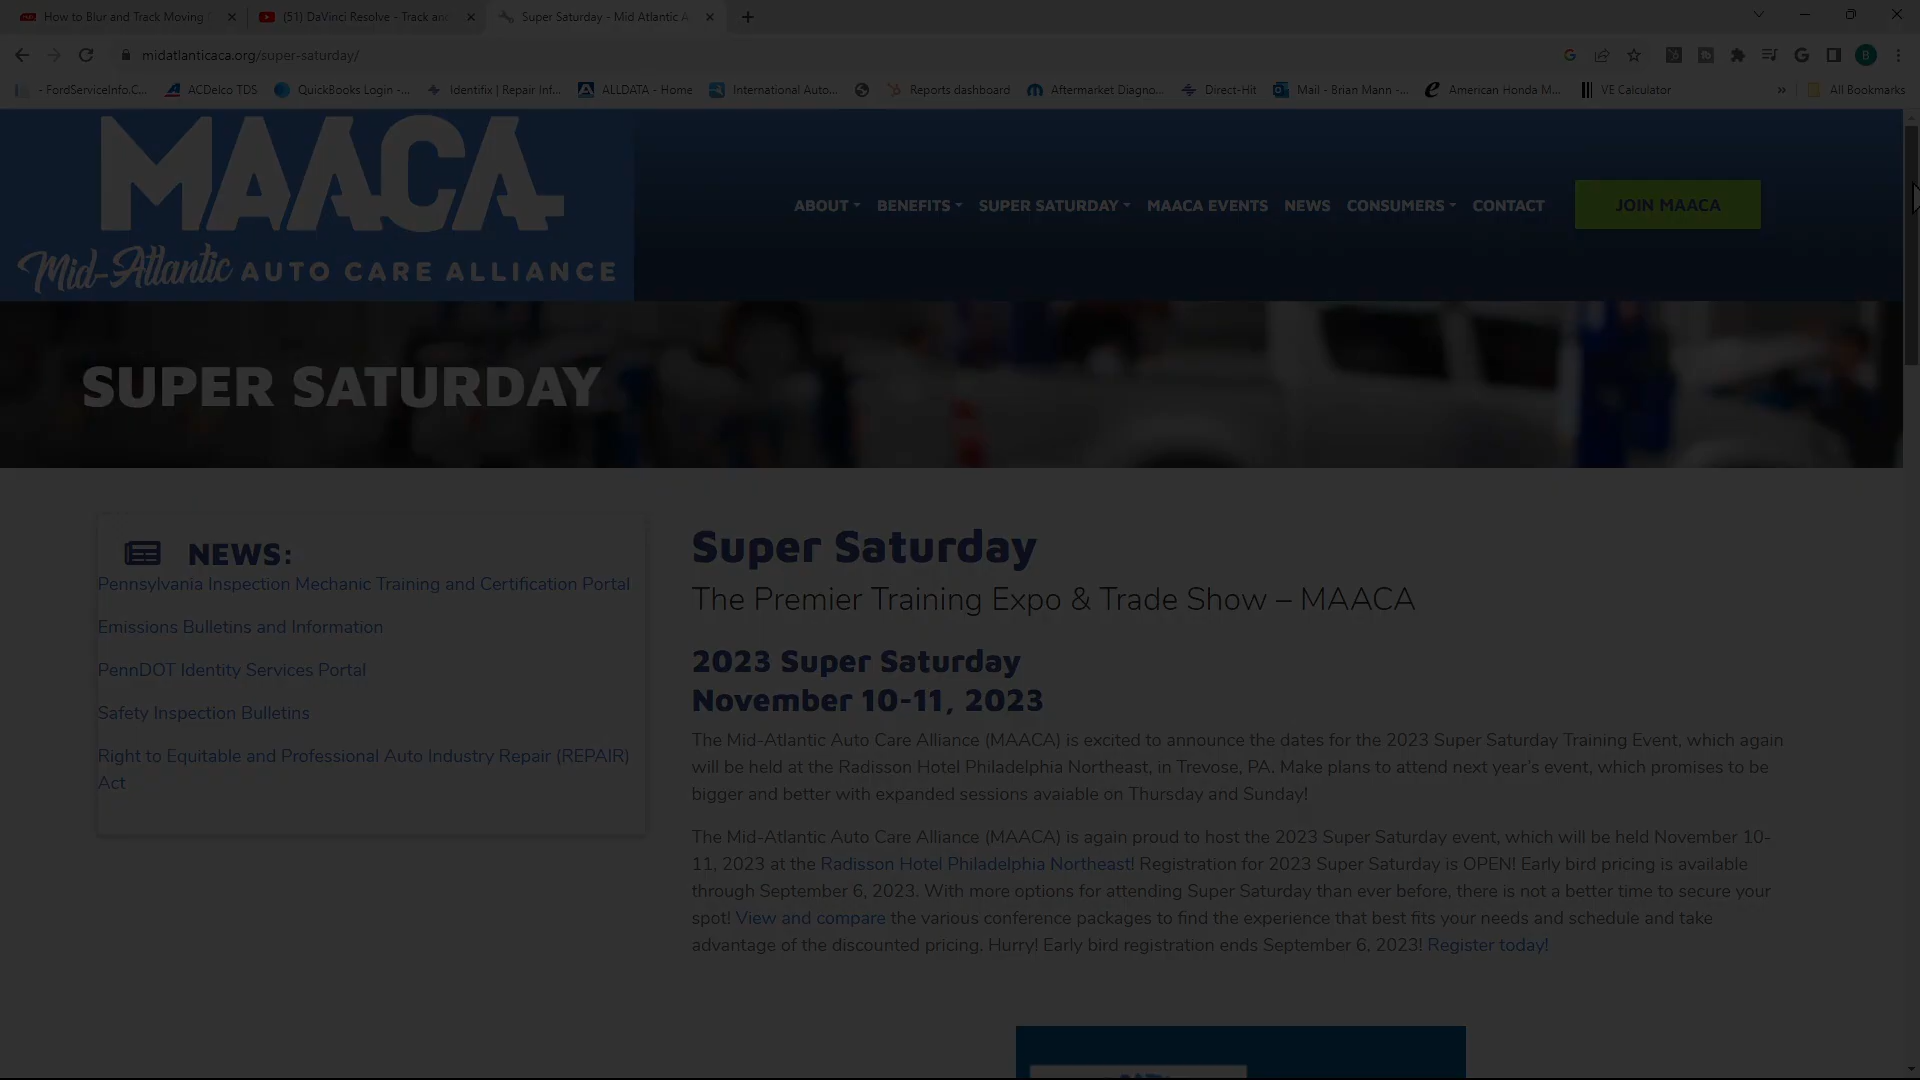 How to Blur and Track Moving
(51) DaVinci Resolve - Track and
Super Saturday - Mid Atlantic A
midatlanticaca.org/super-saturday/
- FordServiceInfo.C...
ACDelco TDS
QuickBooks Login -...
Identifix | Repair Inf...
ALLDATA - Home
International Auto...
Reports dashboard
Aftermarket Diagno...
Direct-Hit
Mail - Brian Mann -...
American Honda M...
VE Calculator
»
All Bookmarks
B
MAACA
Mid-Atlantic AUTO CARE ALLIANCE
ABOUT
BENEFITS
SUPER SATURDAY
MAACA EVENTS
NEWS
CONSUMERS
CONTACT
JOIN MAACA
SUPER SATURDAY
NEWS:
Pennsylvania Inspection Mechanic Training and Certification Portal
Emissions Bulletins and Information
PennDOT Identity Services Portal
Safety Inspection Bulletins
Right to Equitable and Professional Auto Industry Repair (REPAIR)
Act
Super Saturday
The Premier Training Expo & Trade Show – MAACA
2023 Super Saturday
November 10-11, 2023
The Mid-Atlantic Auto Care Alliance (MAACA) is excited to announce the dates for the 2023 Super Saturday Training Event, which again
will be held at the Radisson Hotel Philadelphia Northeast, in Trevose, PA. Make plans to attend next year's event, which promises to be
bigger and better with expanded sessions avaiable on Thursday and Sunday!
The Mid-Atlantic Auto Care Alliance (MAACA) is again proud to host the 2023 Super Saturday event, which will be held November 10-
11, 2023 at the Radisson Hotel Philadelphia Northeast! Registration for 2023 Super Saturday is OPEN! Early bird pricing is available
through September 6, 2023. With more options for attending Super Saturday than ever before, there is not a better time to secure your
spot! View and compare the various conference packages to find the experience that best fits your needs and schedule and take
advantage of the discounted pricing. Hurry! Early bird registration ends September 6, 2023! Register today!